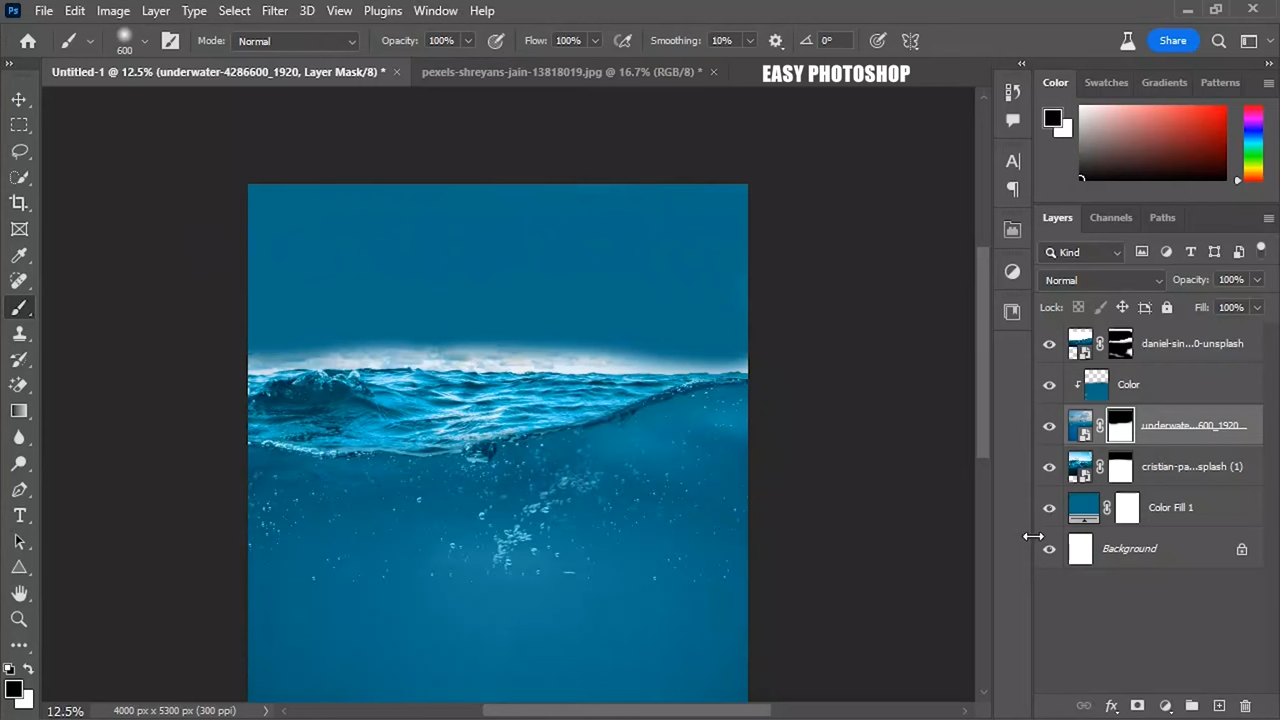 Ps File Edit Image Layer Type Select Filter 3D View Plugins Window Help
600 Mode: Normal Opacity: 100% Flow: 100% Smoothing: 10% 0° Share
Untitled-1 @ 12.5% (underwater-4286600_1920, Layer Mask/8) * × pexels-shreyans-jain-13818019.jpg @ 16.7% (RGB/8) * ×
EASY PHOTOSHOP
Color Swatches Gradients Patterns
Layers Channels Paths
Kind
Normal Opacity: 100%
Lock: Fill: 100%
daniel-sin...0-unsplash
Color
underwate...600_1920
cristian-pa...splash (1)
Color Fill 1
Background
12.5% 4000 px x 5300 px (300 ppi)